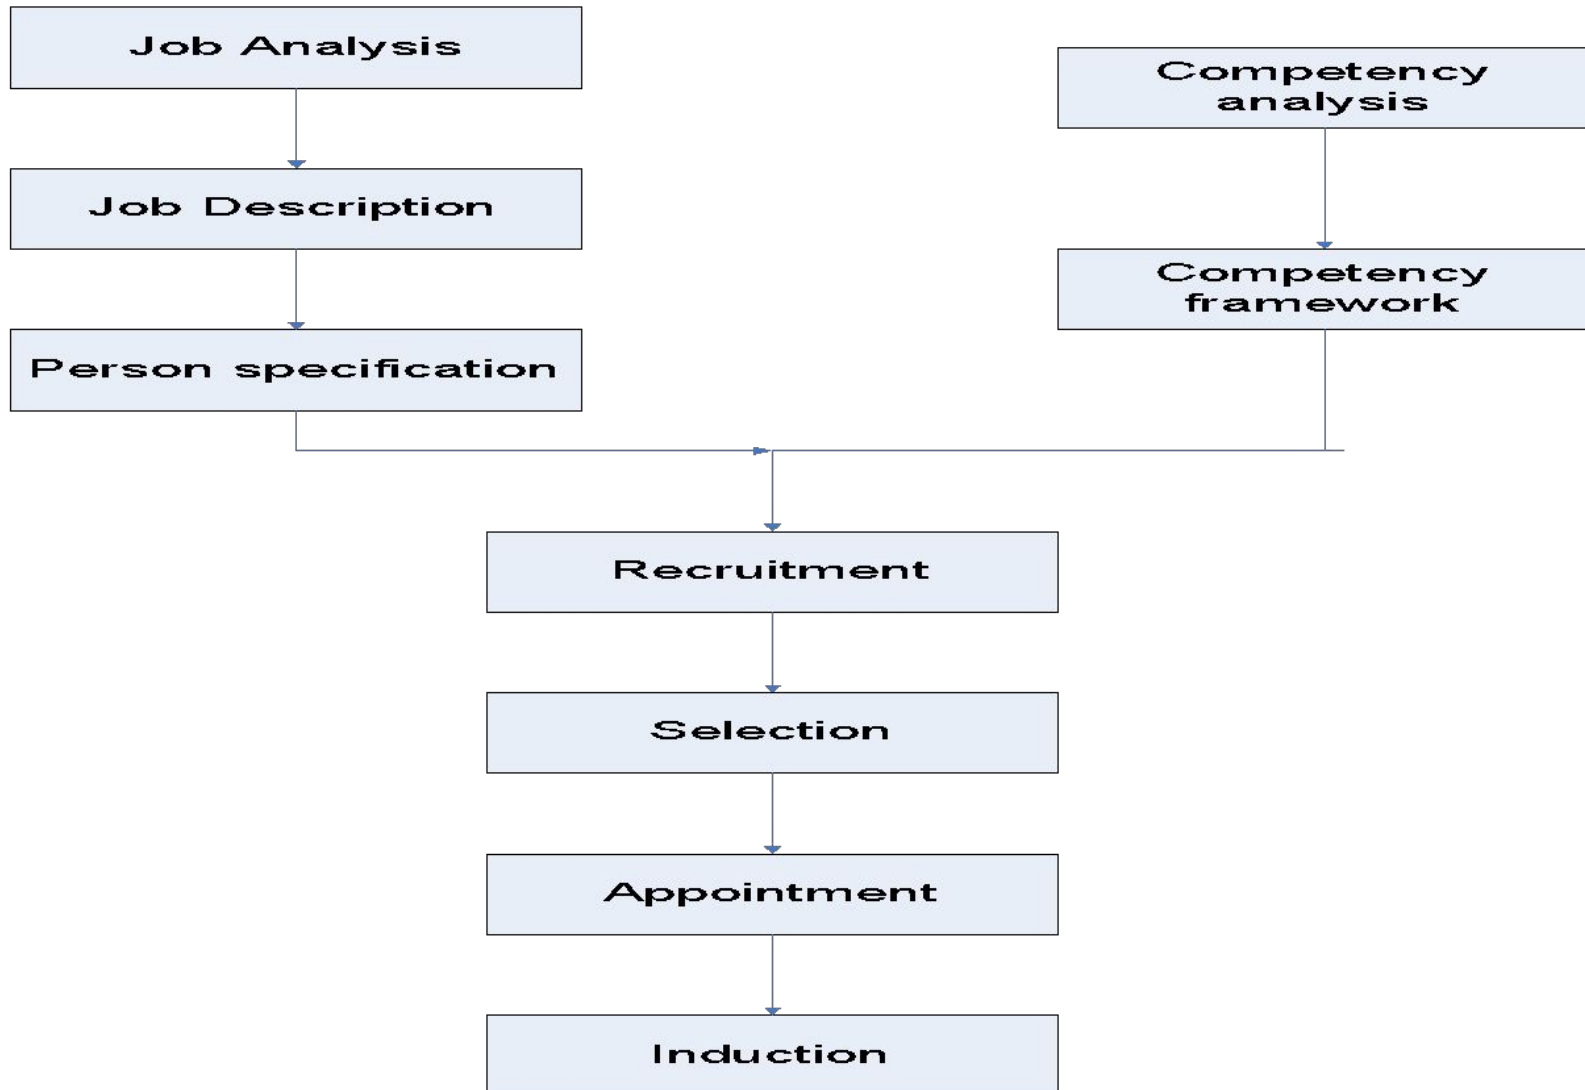 Job Analysis
Competency
analysis
Job Description
Competency
framework
Person specification
Recruitment
Selection
Appointment
Induction